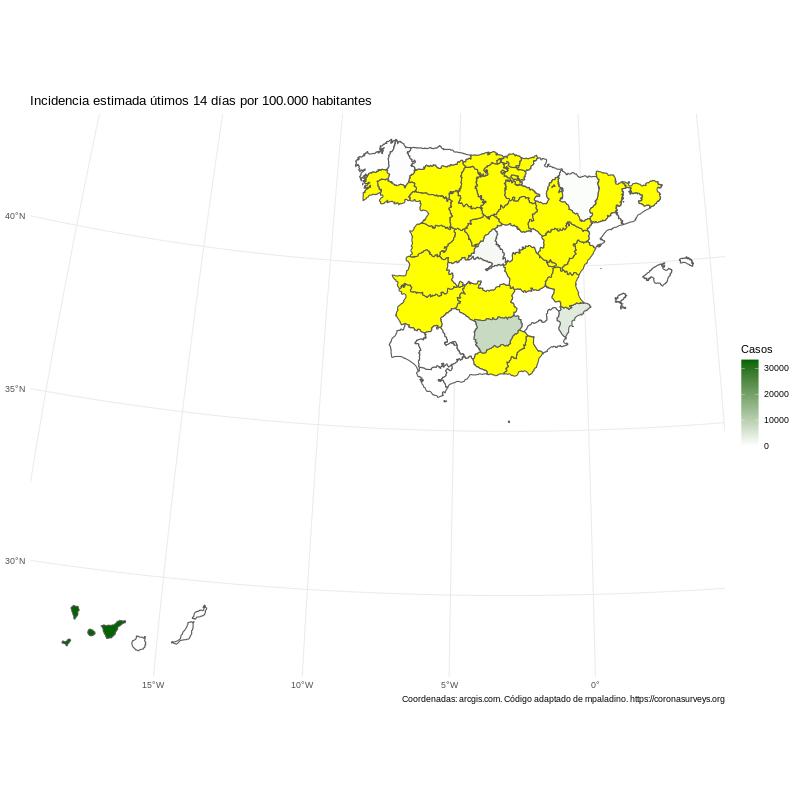 Incidencia estimada útimos 14 días por 100.000 habitantes
40°N
35°N
30°N
15°W
10°W
5°W
0°
Casos
30000
20000
10000
0
Coordenadas: arcgis.com. Código adaptado de mpaladino. https://coronasurveys.org